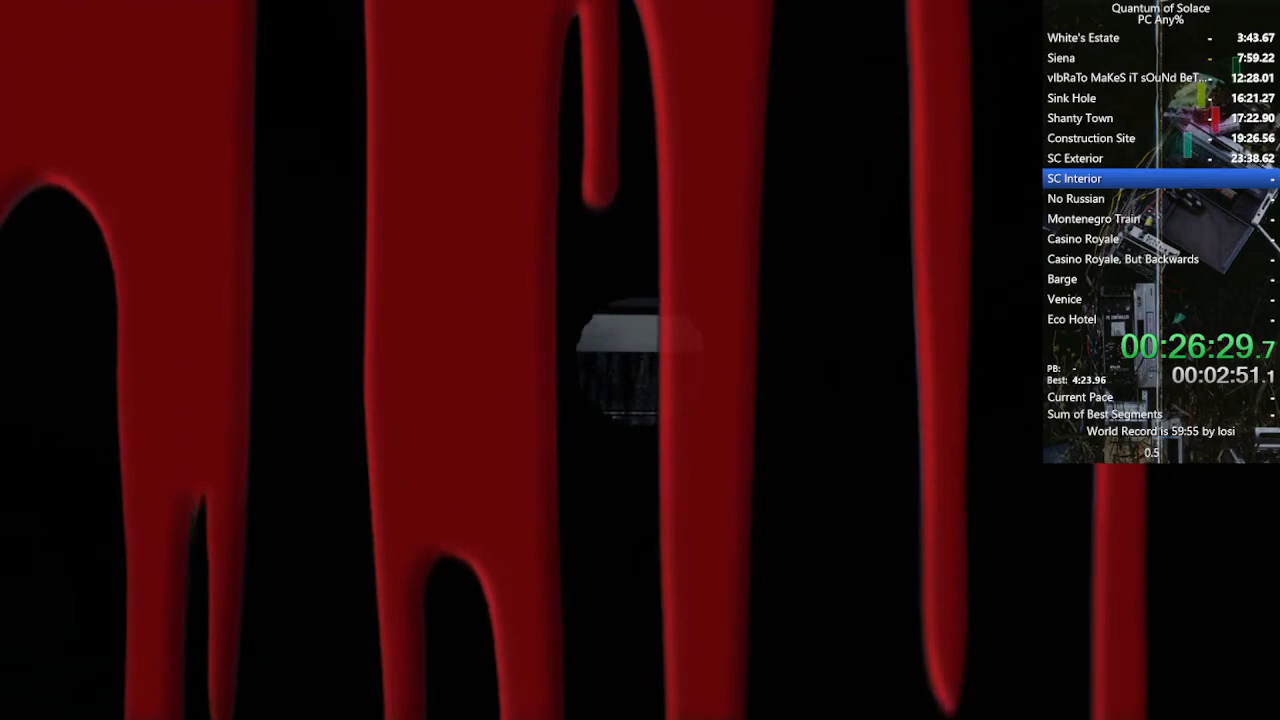 Quantum of Solace
PC Any%
White's Estate - 3:43.67
Siena - 7:59.22
vIbRaTo MaKeS iT sOuNd BeT... - 12:28.01
Sink Hole - 16:21.27
Shanty Town - 17:22.90
Construction Site - 19:26.56
SC Exterior - 23:38.62
SC Interior -
No Russian -
Montenegro Train -
Casino Royale -
Casino Royale, But Backwards -
Barge -
Venice -
Eco Hotel -
00:26:29.7
PB: -
Best: 4:23.96 00:02:51.1
Current Pace -
Sum of Best Segments -
World Record is 59:55 by losi
0.5